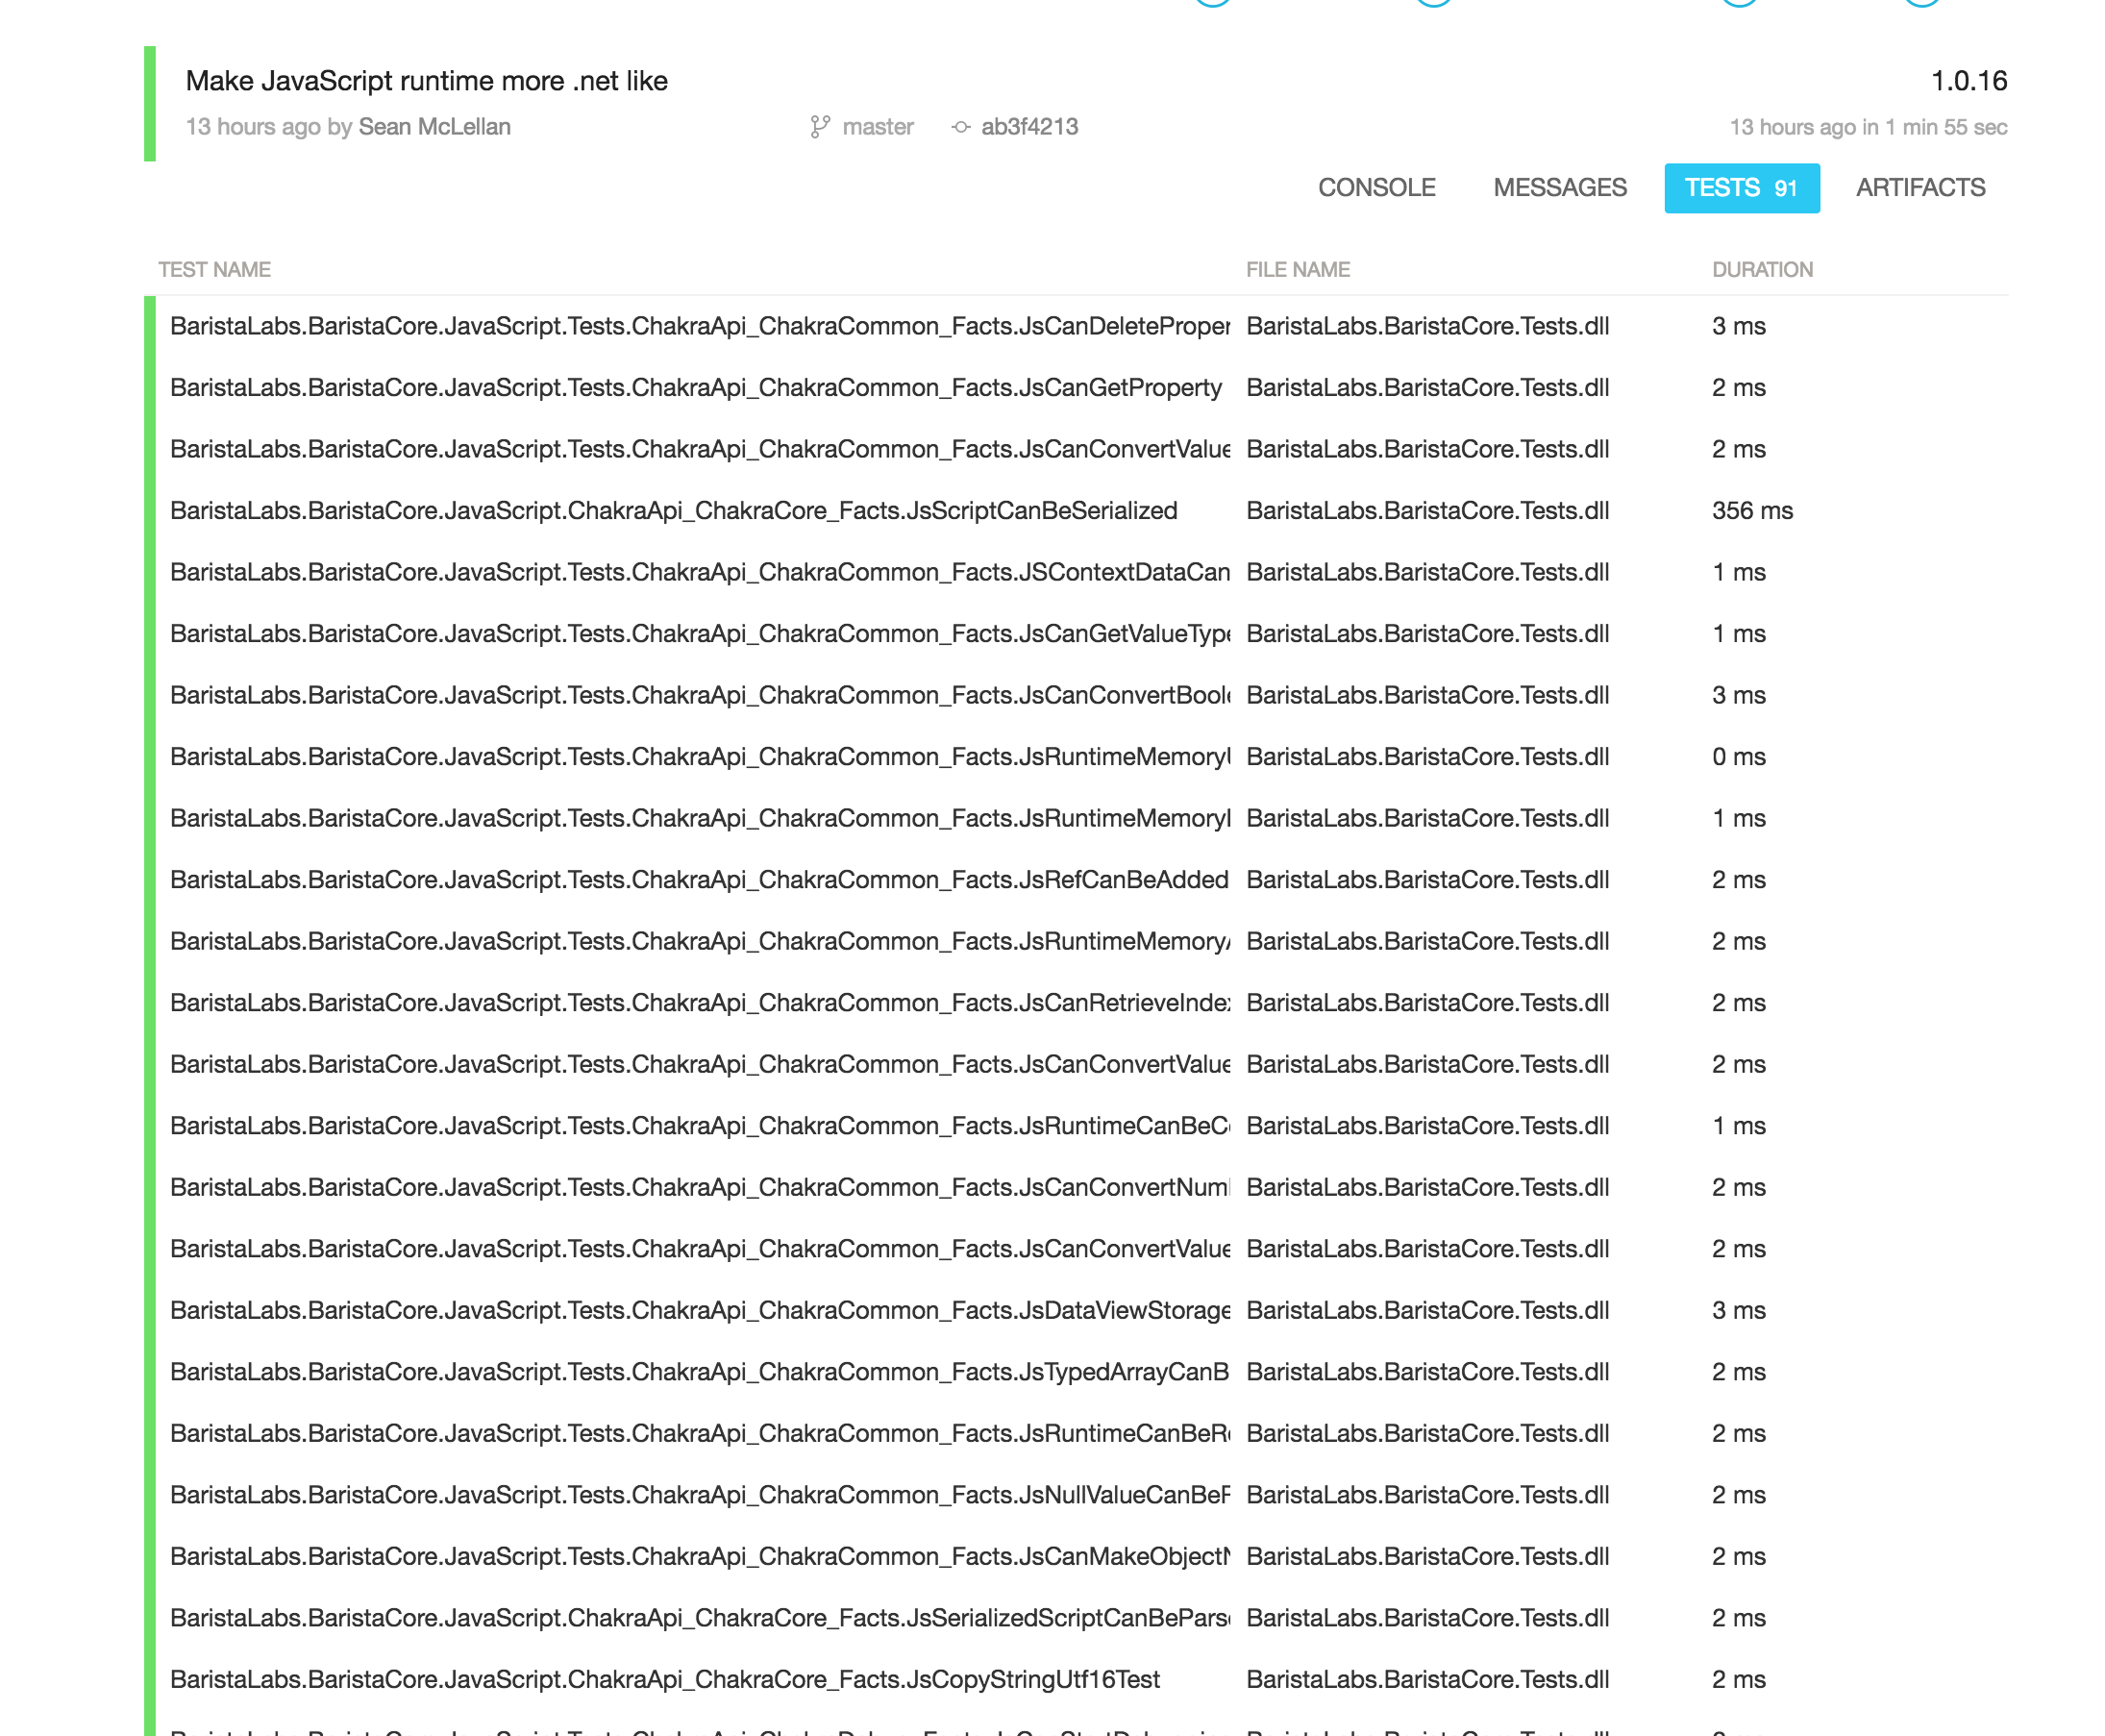 Make JavaScript runtime more .net like 1.0.16
13 hours ago by Sean McLellan master ab3f4213 13 hours ago in 1 min 55 sec
CONSOLE MESSAGES TESTS 91 ARTIFACTS
TEST NAME FILE NAME DURATION
BaristaLabs.BaristaCore.JavaScript.Tests.ChakraApi_ChakraCommon_Facts.JsCanDeleteProper BaristaLabs.BaristaCore.Tests.dll 3 ms
BaristaLabs.BaristaCore.JavaScript.Tests.ChakraApi_ChakraCommon_Facts.JsCanGetProperty BaristaLabs.BaristaCore.Tests.dll 2 ms
BaristaLabs.BaristaCore.JavaScript.Tests.ChakraApi_ChakraCommon_Facts.JsCanConvertValue BaristaLabs.BaristaCore.Tests.dll 2 ms
BaristaLabs.BaristaCore.JavaScript.ChakraApi_ChakraCore_Facts.JsScriptCanBeSerialized BaristaLabs.BaristaCore.Tests.dll 356 ms
BaristaLabs.BaristaCore.JavaScript.Tests.ChakraApi_ChakraCommon_Facts.JSContextDataCan BaristaLabs.BaristaCore.Tests.dll 1 ms
BaristaLabs.BaristaCore.JavaScript.Tests.ChakraApi_ChakraCommon_Facts.JsCanGetValueType BaristaLabs.BaristaCore.Tests.dll 1 ms
BaristaLabs.BaristaCore.JavaScript.Tests.ChakraApi_ChakraCommon_Facts.JsCanConvertBoole BaristaLabs.BaristaCore.Tests.dll 3 ms
BaristaLabs.BaristaCore.JavaScript.Tests.ChakraApi_ChakraCommon_Facts.JsRuntimeMemoryU BaristaLabs.BaristaCore.Tests.dll 0 ms
BaristaLabs.BaristaCore.JavaScript.Tests.ChakraApi_ChakraCommon_Facts.JsRuntimeMemory BaristaLabs.BaristaCore.Tests.dll 1 ms
BaristaLabs.BaristaCore.JavaScript.Tests.ChakraApi_ChakraCommon_Facts.JsRefCanBeAdded BaristaLabs.BaristaCore.Tests.dll 2 ms
BaristaLabs.BaristaCore.JavaScript.Tests.ChakraApi_ChakraCommon_Facts.JsRuntimeMemoryA BaristaLabs.BaristaCore.Tests.dll 2 ms
BaristaLabs.BaristaCore.JavaScript.Tests.ChakraApi_ChakraCommon_Facts.JsCanRetrieveIndex BaristaLabs.BaristaCore.Tests.dll 2 ms
BaristaLabs.BaristaCore.JavaScript.Tests.ChakraApi_ChakraCommon_Facts.JsCanConvertValue BaristaLabs.BaristaCore.Tests.dll 2 ms
BaristaLabs.BaristaCore.JavaScript.Tests.ChakraApi_ChakraCommon_Facts.JsRuntimeCanBeCo BaristaLabs.BaristaCore.Tests.dll 1 ms
BaristaLabs.BaristaCore.JavaScript.Tests.ChakraApi_ChakraCommon_Facts.JsCanConvertNum BaristaLabs.BaristaCore.Tests.dll 2 ms
BaristaLabs.BaristaCore.JavaScript.Tests.ChakraApi_ChakraCommon_Facts.JsCanConvertValue BaristaLabs.BaristaCore.Tests.dll 2 ms
BaristaLabs.BaristaCore.JavaScript.Tests.ChakraApi_ChakraCommon_Facts.JsDataViewStorage BaristaLabs.BaristaCore.Tests.dll 3 ms
BaristaLabs.BaristaCore.JavaScript.Tests.ChakraApi_ChakraCommon_Facts.JsTypedArrayCanB BaristaLabs.BaristaCore.Tests.dll 2 ms
BaristaLabs.BaristaCore.JavaScript.Tests.ChakraApi_ChakraCommon_Facts.JsRuntimeCanBeRe BaristaLabs.BaristaCore.Tests.dll 2 ms
BaristaLabs.BaristaCore.JavaScript.Tests.ChakraApi_ChakraCommon_Facts.JsNullValueCanBe BaristaLabs.BaristaCore.Tests.dll 2 ms
BaristaLabs.BaristaCore.JavaScript.Tests.ChakraApi_ChakraCommon_Facts.JsCanMakeObjectN BaristaLabs.BaristaCore.Tests.dll 2 ms
BaristaLabs.BaristaCore.JavaScript.ChakraApi_ChakraCore_Facts.JsSerializedScriptCanBeParse BaristaLabs.BaristaCore.Tests.dll 2 ms
BaristaLabs.BaristaCore.JavaScript.ChakraApi_ChakraCore_Facts.JsCopyStringUtf16Test BaristaLabs.BaristaCore.Tests.dll 2 ms